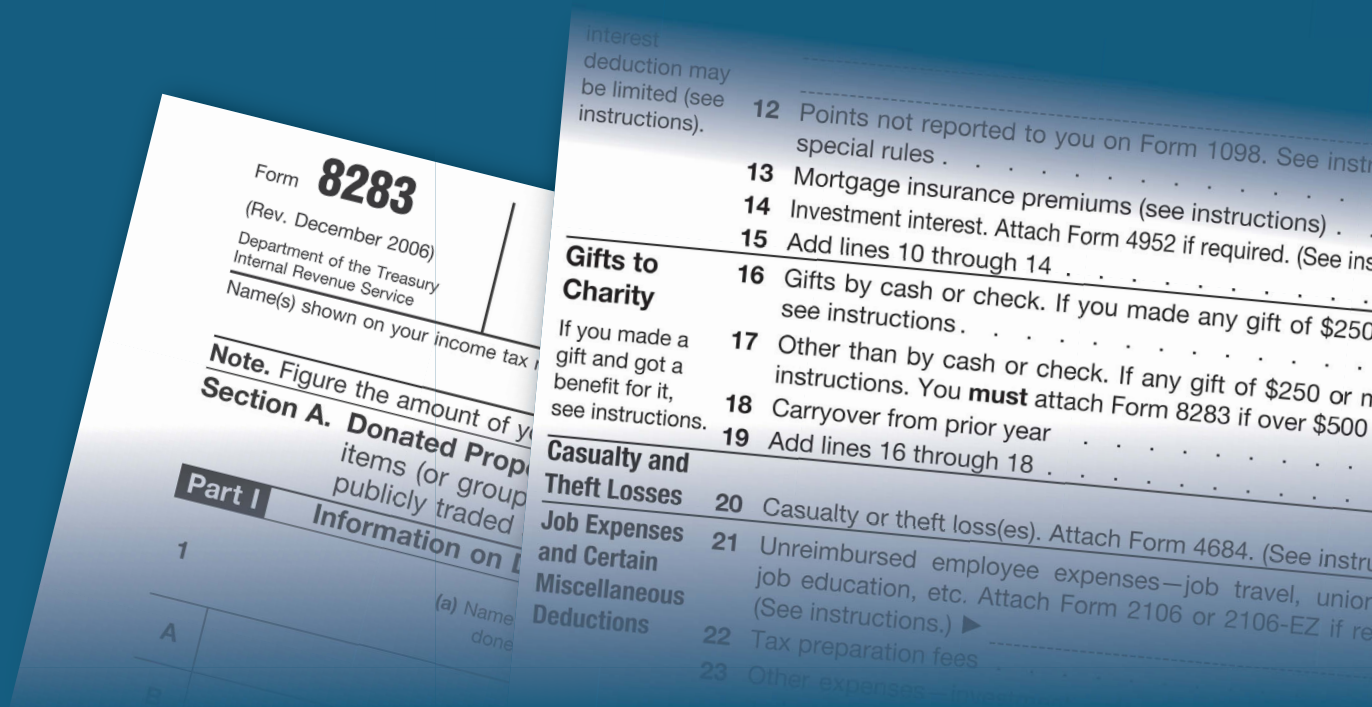 Form 8283
(Rev. December 2006)
Department of the Treasury
Internal Revenue Service
Name(s) shown on your income tax
Note. Figure the amount of
Section A. Donated
items (or group
publicly traded
Part I Information on
1
(a) Name
done
A
B
interest
deduction may
be limited (see
instructions).
12 Points not reported to you on Form 1098. See
special rules . . . . . . . . . . . .
13 Mortgage insurance premiums (see instructions) . .
14 Investment interest. Attach Form 4952 if required. (See
15 Add lines 10 through 14 . . . . . . . . . .
Gifts to
Charity
If you made a
gift and got a
benefit for it,
see instructions.
16 Gifts by cash or check. If you made any gift of $250
see instructions . . . . . . . . . . . .
17 Other than by cash or check. If any gift of $250 or
instructions. You must attach Form 8283 if over $500
18 Carryover from prior year . . . . . . . .
19 Add lines 16 through 18 . . . . . . . . .
Casualty and
Theft Losses
20 Casualty or theft loss(es). Attach Form 4684. (See
Job Expenses
and Certain
Miscellaneous
Deductions
21 Unreimbursed employee expenses—job travel, union
job education, etc. Attach Form 2106 or 2106-EZ if
(See instructions.) ▶
22 Tax preparation fees . . . . . . . . . .
23 Other expenses—